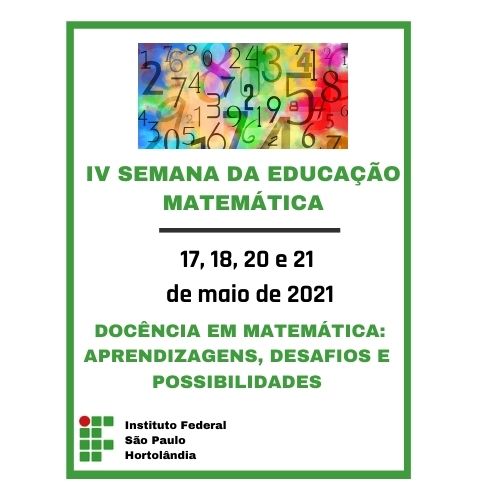 IV SEMANA DA EDUCAÇÃO
MATEMÁTICA
17, 18, 20 e 21
de maio de 2021
DOCÊNCIA EM MATEMÁTICA:
APRENDIZAGENS, DESAFIOS E
POSSIBILIDADES
Instituto Federal
São Paulo
Hortolândia